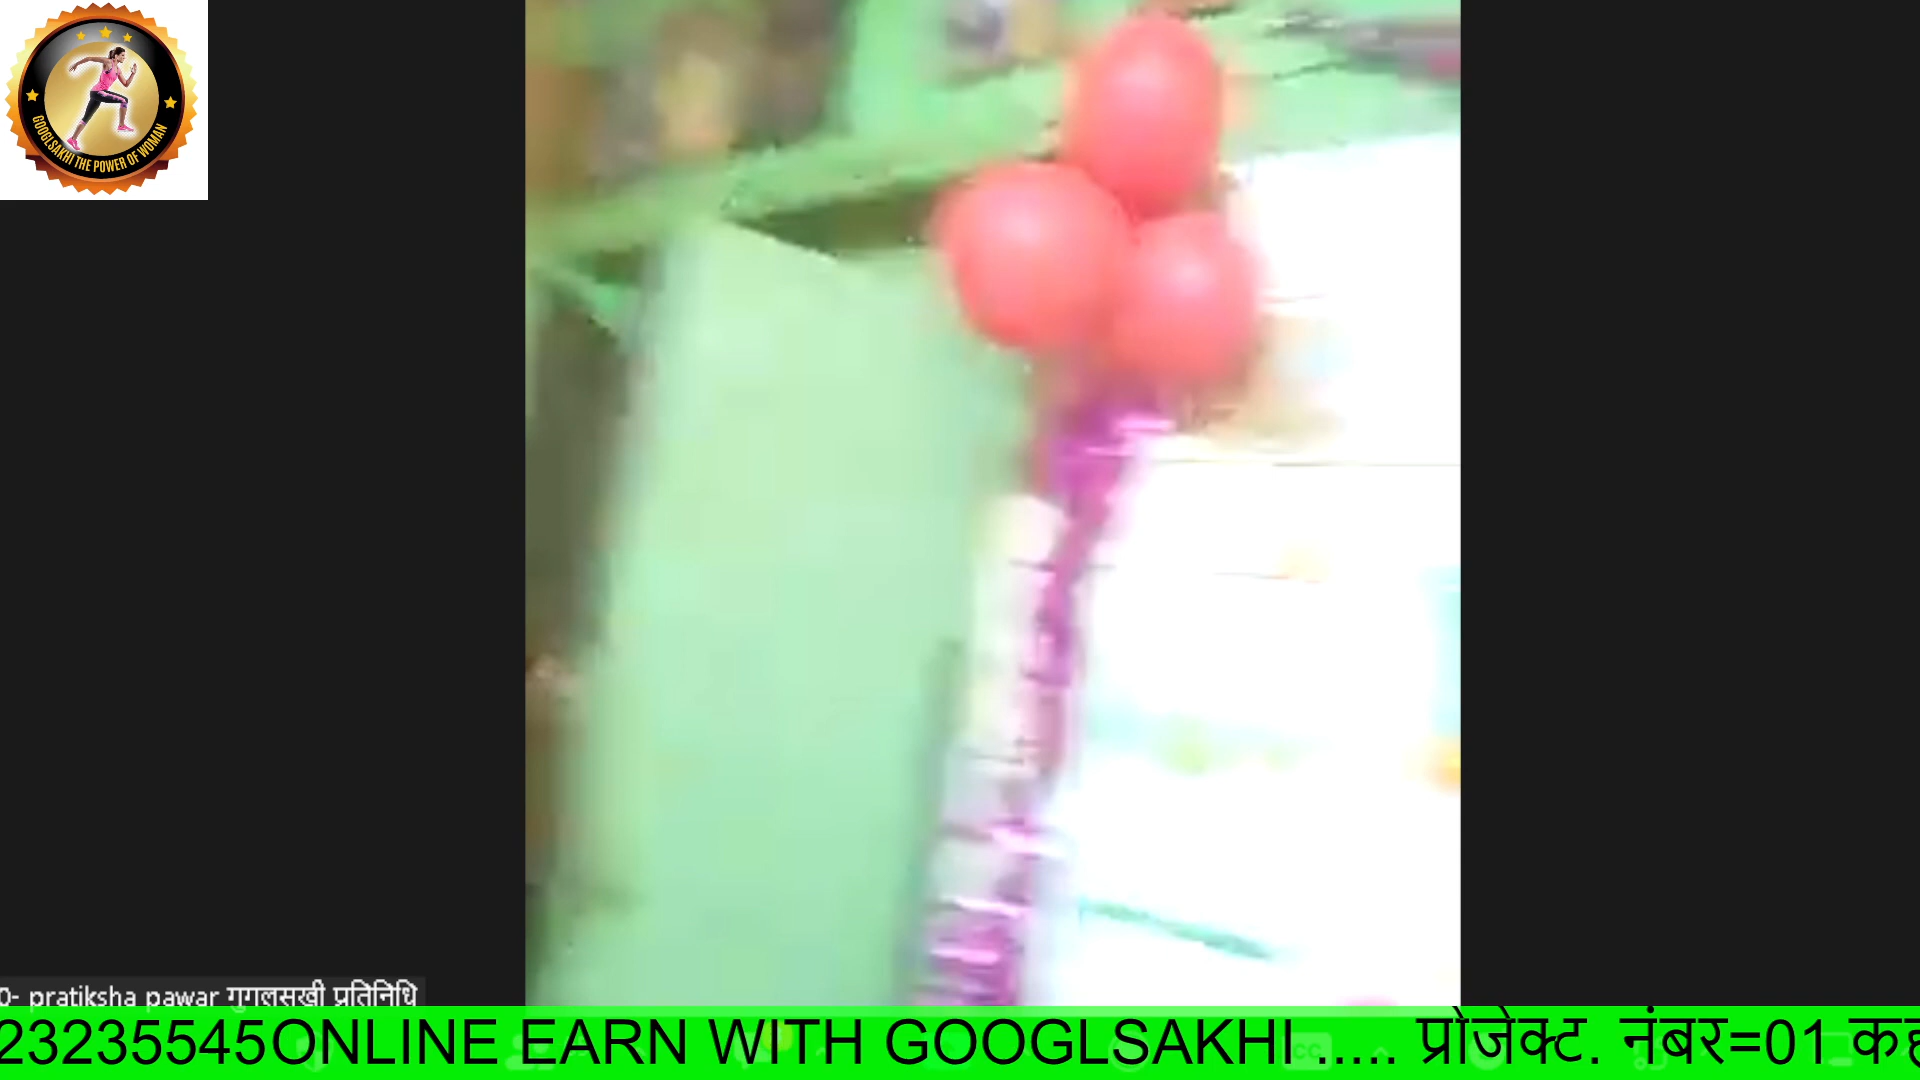 GOOGLSAKHI THE POWER OF WOMAN
0- pratiksha pawar गुगलसखी प्रतिनिधि
23235545ONLINE EARN WITH GOOGLSAKHI ..... प्रोजेक्ट. नंबर=01